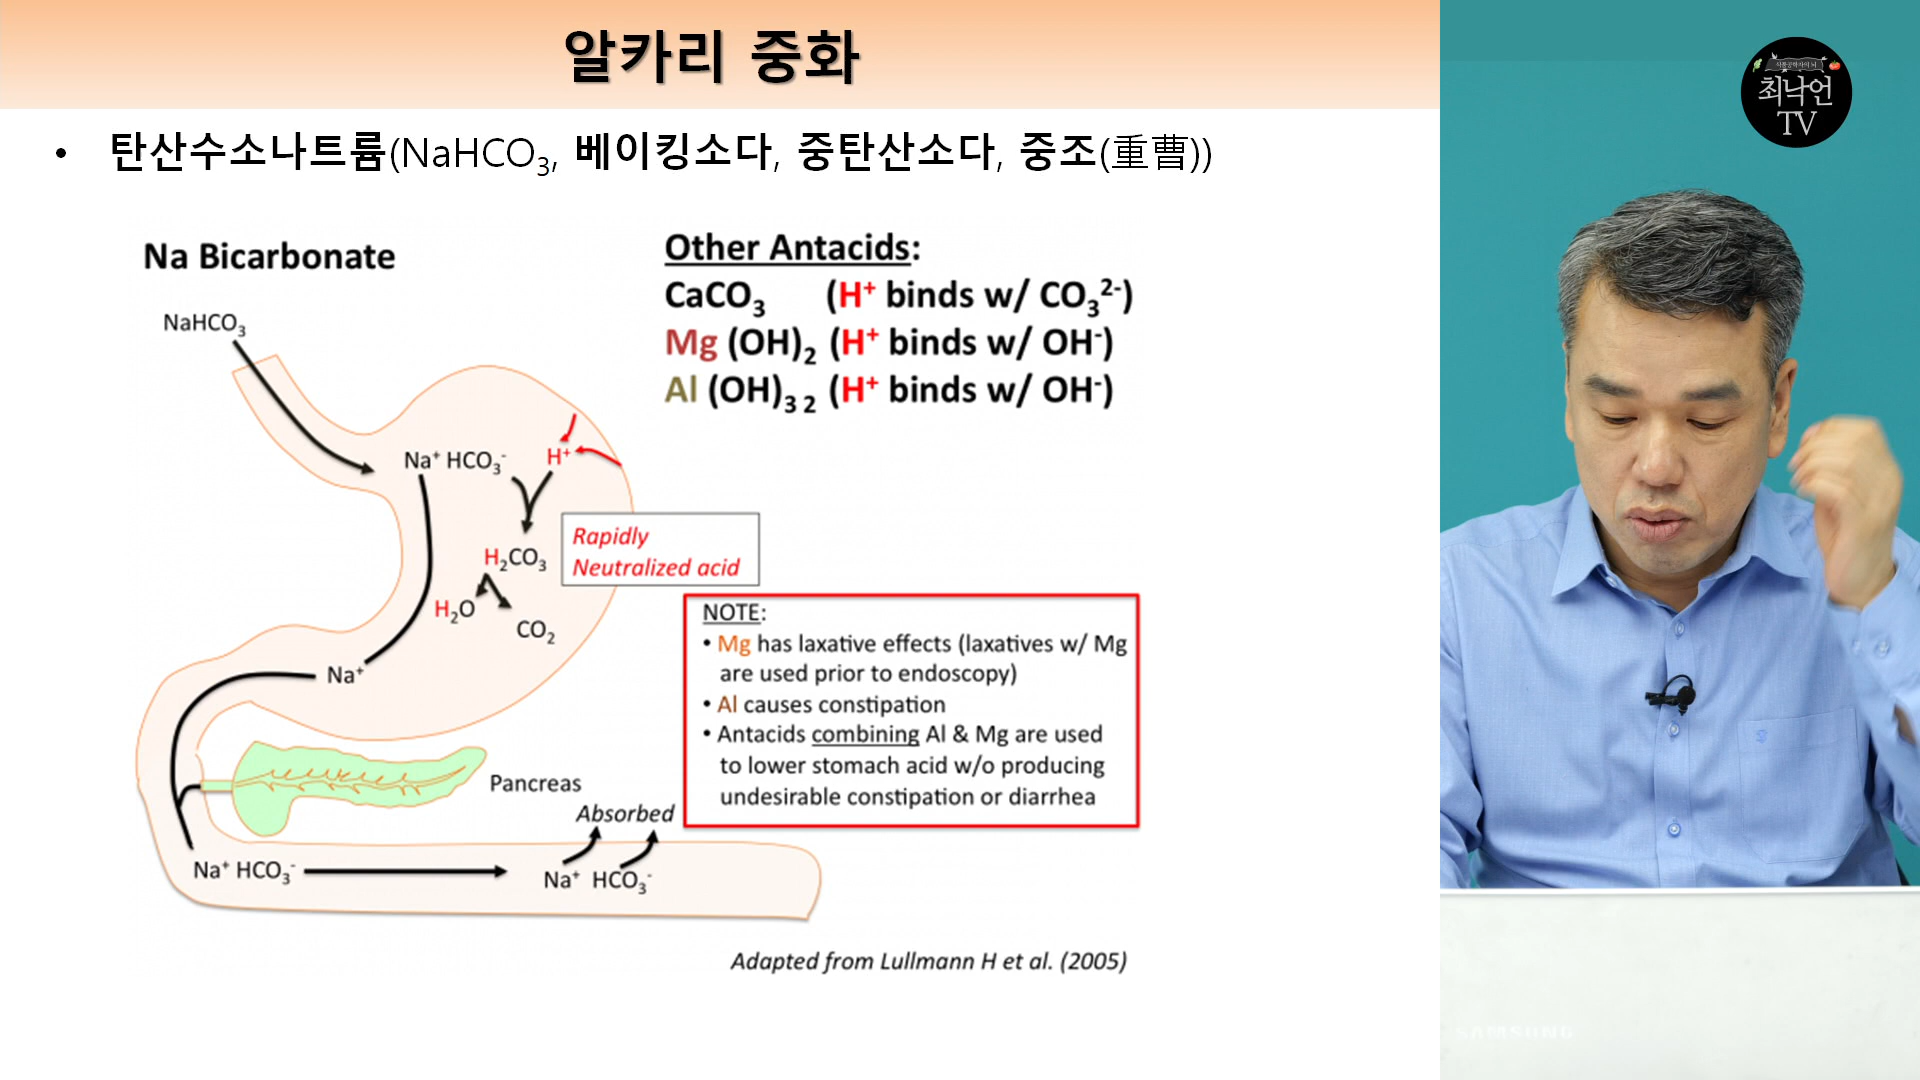 알카리 중화
• 탄산수소나트륨(NaHCO₃, 베이킹소다, 중탄산소다, 중조(重曹))
최낙언
TV
Na Bicarbonate
NaHCO₃
Other Antacids:
CaCO₃ (H⁺ binds w/ CO₃²⁻)
Mg (OH)₂ (H⁺ binds w/ OH⁻)
Al (OH)₃ ₂ (H⁺ binds w/ OH⁻)
Na⁺ HCO₃⁻
H⁺
H₂CO₃
H₂O
CO₂
Rapidly
Neutralized acid
Na⁺
NOTE:
• Mg has laxative effects (laxatives w/ Mg
are used prior to endoscopy)
• Al causes constipation
• Antacids combining Al & Mg are used
to lower stomach acid w/o producing
undesirable constipation or diarrhea
Pancreas
Absorbed
Na⁺ HCO₃⁻
Na⁺ HCO₃⁻
Adapted from Lullmann H et al. (2005)
SAMSUNG